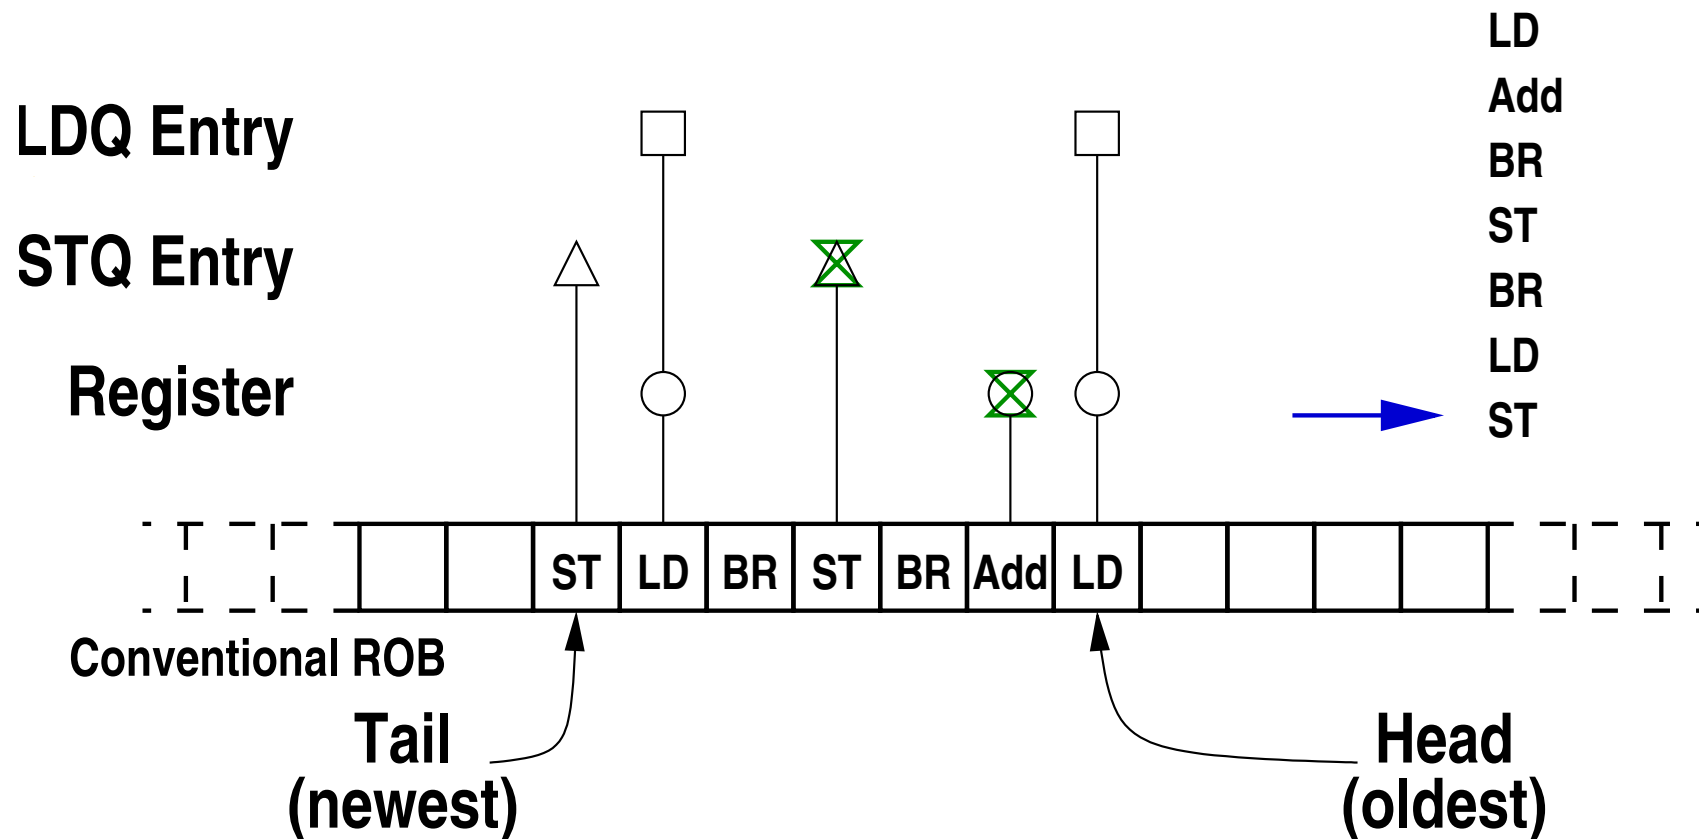 LD
Add
BR
ST
BR
LD
ST
LDQ Entry
STQ Entry
Register
ST LD BR ST BR Add LD
Conventional ROB
Tail
(newest)
Head
(oldest)